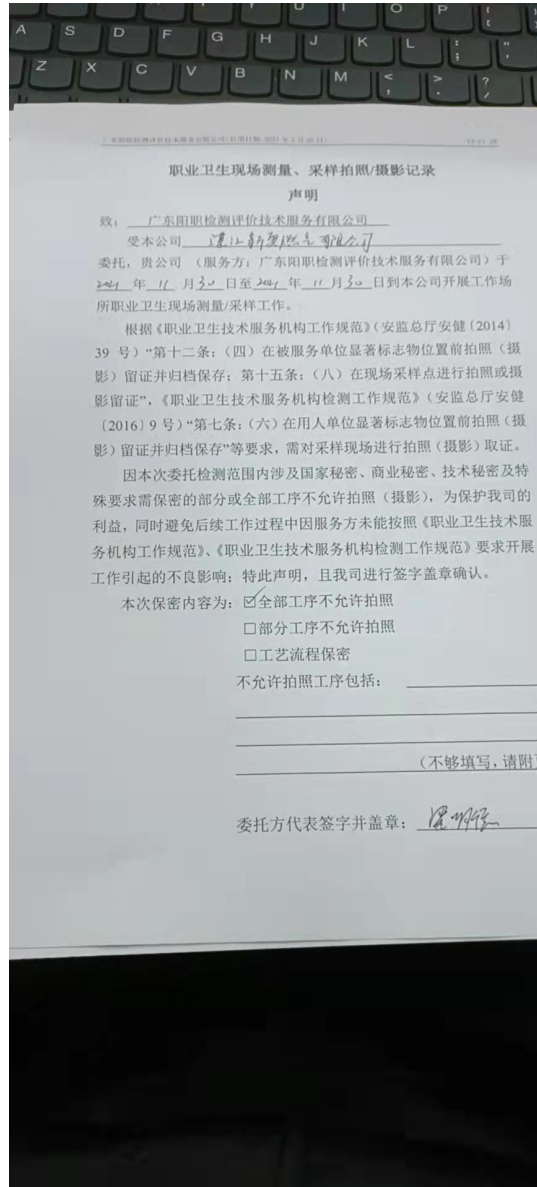 U I O P
A S D F G H J K L
Z X C V B N M
职业卫生现场测量、采样拍照/摄影记录
声明
致： 广东阳职检测评价技术服务有限公司
受本公司 湛江新奥燃气有限公司
委托，贵公司 （服务方：广东阳职检测评价技术服务有限公司）于
2021 年 11 月 30 日至 2021 年 11 月 30 日到本公司开展工作场
所职业卫生现场测量/采样工作。
根据《职业卫生技术服务机构工作规范》（安监总厅安健〔2014〕
39 号）“第十二条：（四）在被服务单位显著标志物位置前拍照（摄
影）留证并归档保存；第十五条：（八）在现场采样点进行拍照或摄
影留证”，《职业卫生技术服务机构检测工作规范》（安监总厅安健
〔2016〕9 号）“第七条：（六）在用人单位显著标志物位置前拍照（摄
影）留证并归档保存”等要求，需对采样现场进行拍照（摄影）取证。
因本次委托检测范围内涉及国家秘密、商业秘密、技术秘密及特
殊要求需保密的部分或全部工序不允许拍照（摄影），为保护我司的
利益，同时避免后续工作过程中因服务方未能按照《职业卫生技术服
务机构工作规范》、《职业卫生技术服务机构检测工作规范》要求开展
工作引起的不良影响；特此声明，且我司进行签字盖章确认。
本次保密内容为：☑全部工序不允许拍照
□部分工序不允许拍照
□工艺流程保密
不允许拍照工序包括：
（不够填写，请附
委托方代表签字并盖章：